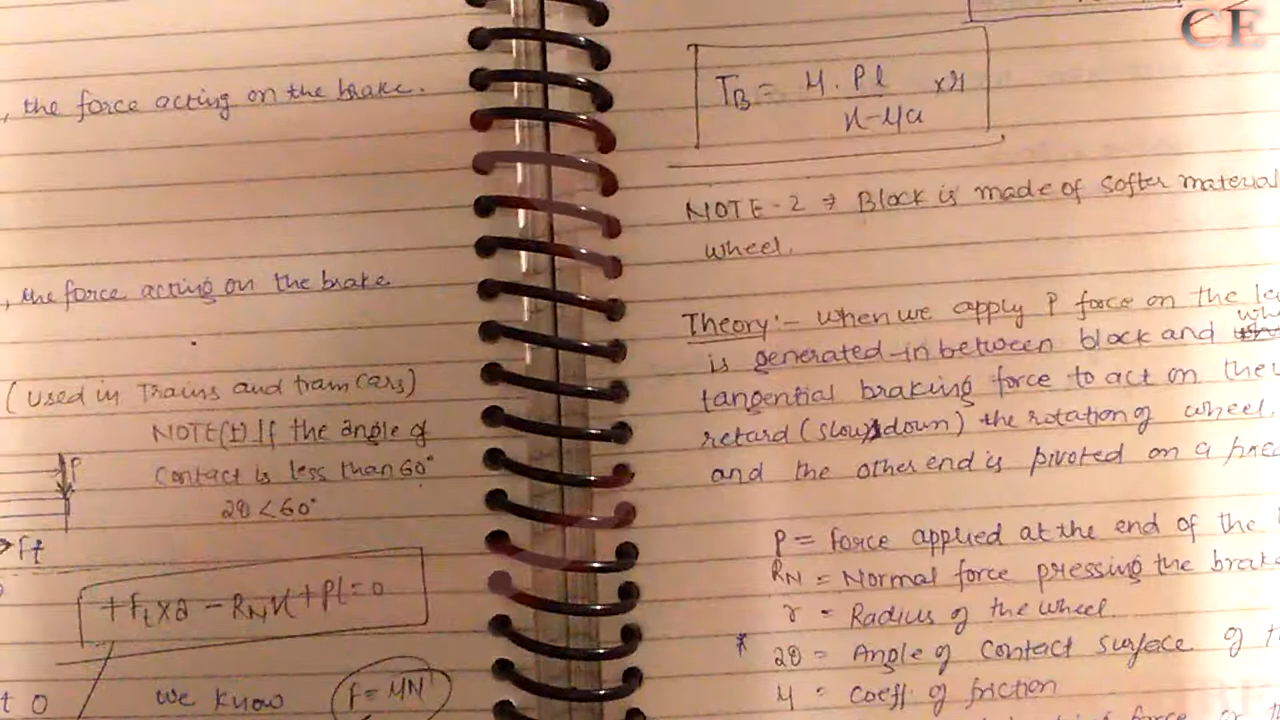 , the force acting on the brake.
, the force acting on the brake
(Used in Trains and tram Cars)
NOTE(1) If the angle of
Contact is less than 60°
2θ < 60°
P
Ft
+ Ft x a - RN x + Pl = 0
t O
we know
F = μN
CE
TB = μ. Pl x r
x - μa
NOTE-2 → Block is made of softer material
wheel.
Theory:- when we apply P force on the
is generated in between block and
tangential braking force to act on the
retard (slow down) the rotation of wheel.
and the other end is pivoted on a
P = force applied at the end of the
RN = Normal force pressing the
r = Radius of the wheel
* 2θ = Angle of contact surface of
μ = Coeff. of friction